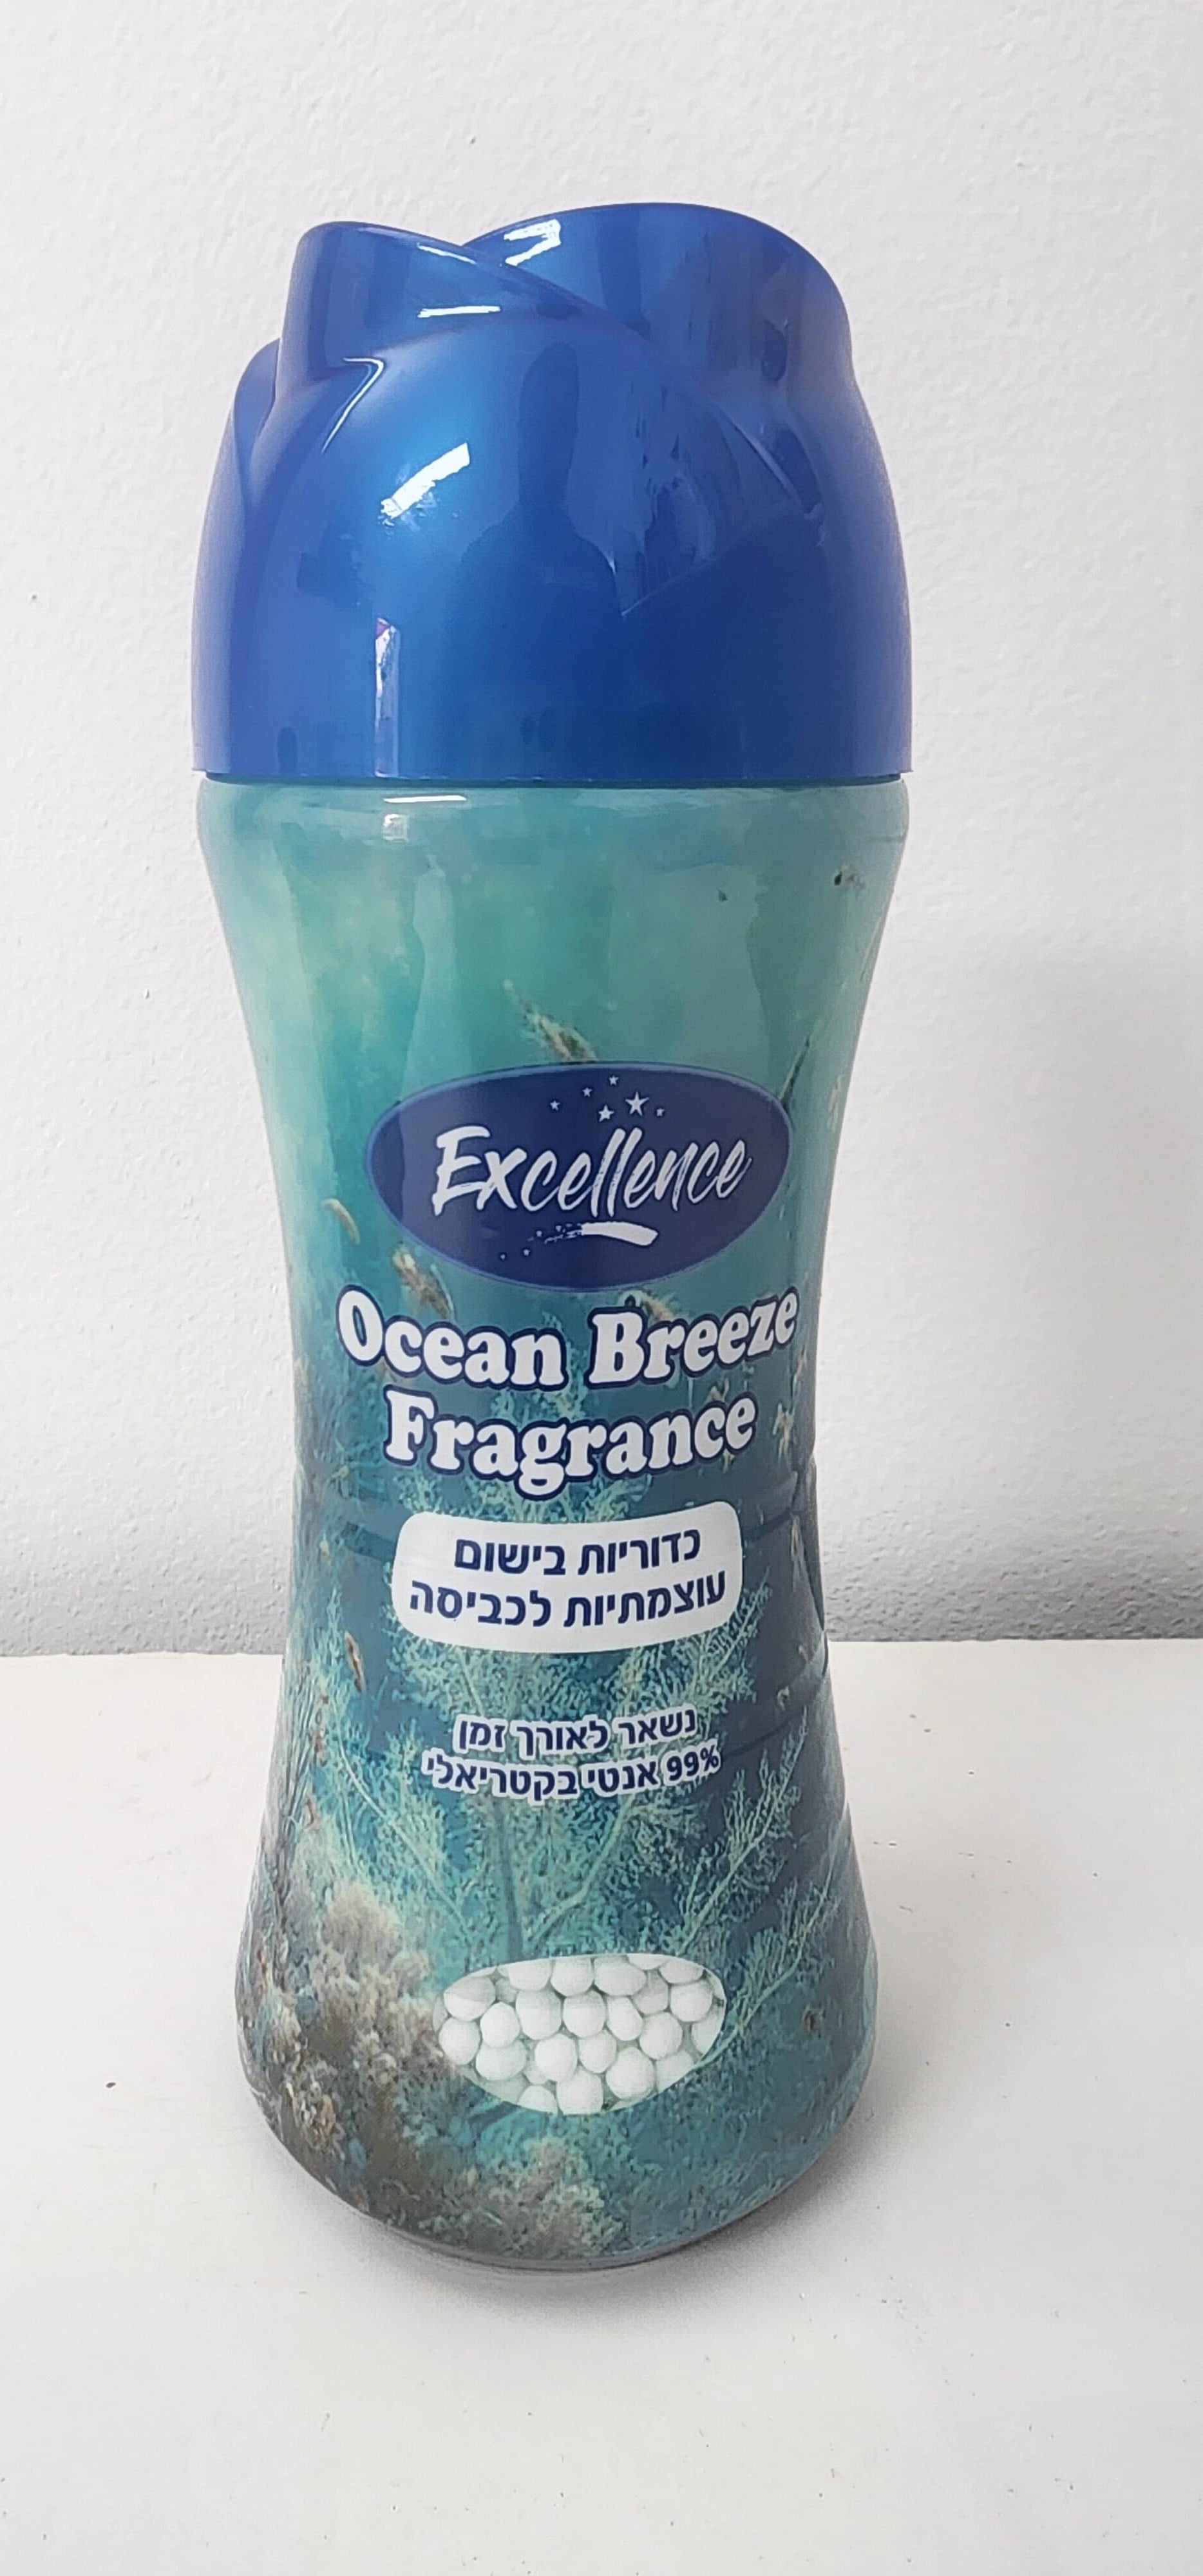 Excellence
Ocean Breeze
Fragrance
כדוריות בישום
עוצמתיות לכביסה
נשאר לאורך זמן
99% אנטי בקטריאלי